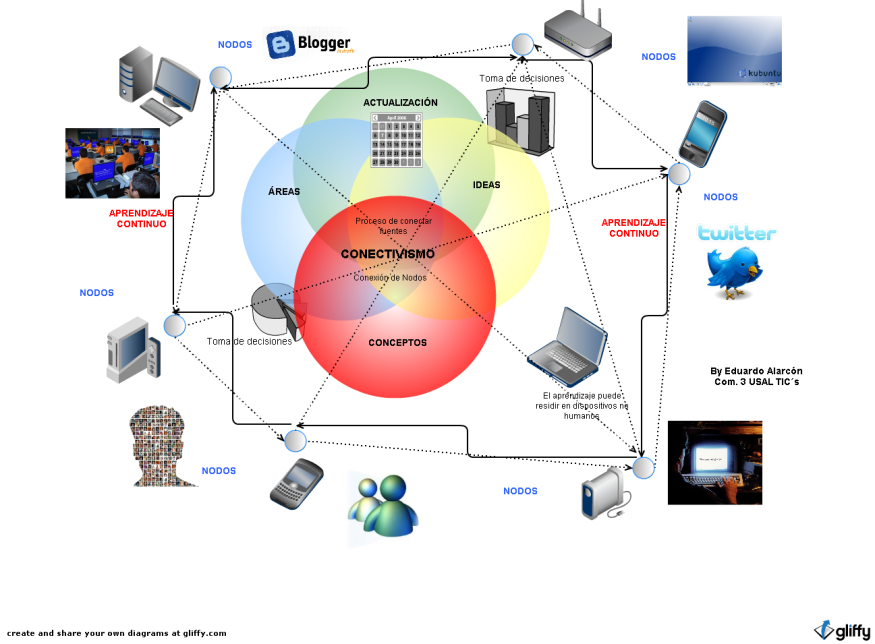 NODOS
Blogger
NODOS
kubuntu
Toma de decisiones
ACTUALIZACIÓN
April 2008
ÁREAS
IDEAS
NODOS
APRENDIZAJE
CONTINUO
APRENDIZAJE
CONTINUO
Proceso de conectar
fuentes
twitter
CONECTIVISMO
Conexión de Nodos
NODOS
Toma de decisiones
CONCEPTOS
By Eduardo Alarcón
Com. 3 USAL TIC´s
El aprendizaje puede
residir en dispositivos no
humanos
NODOS
NODOS
create and share your own diagrams at gliffy.com
gliffy